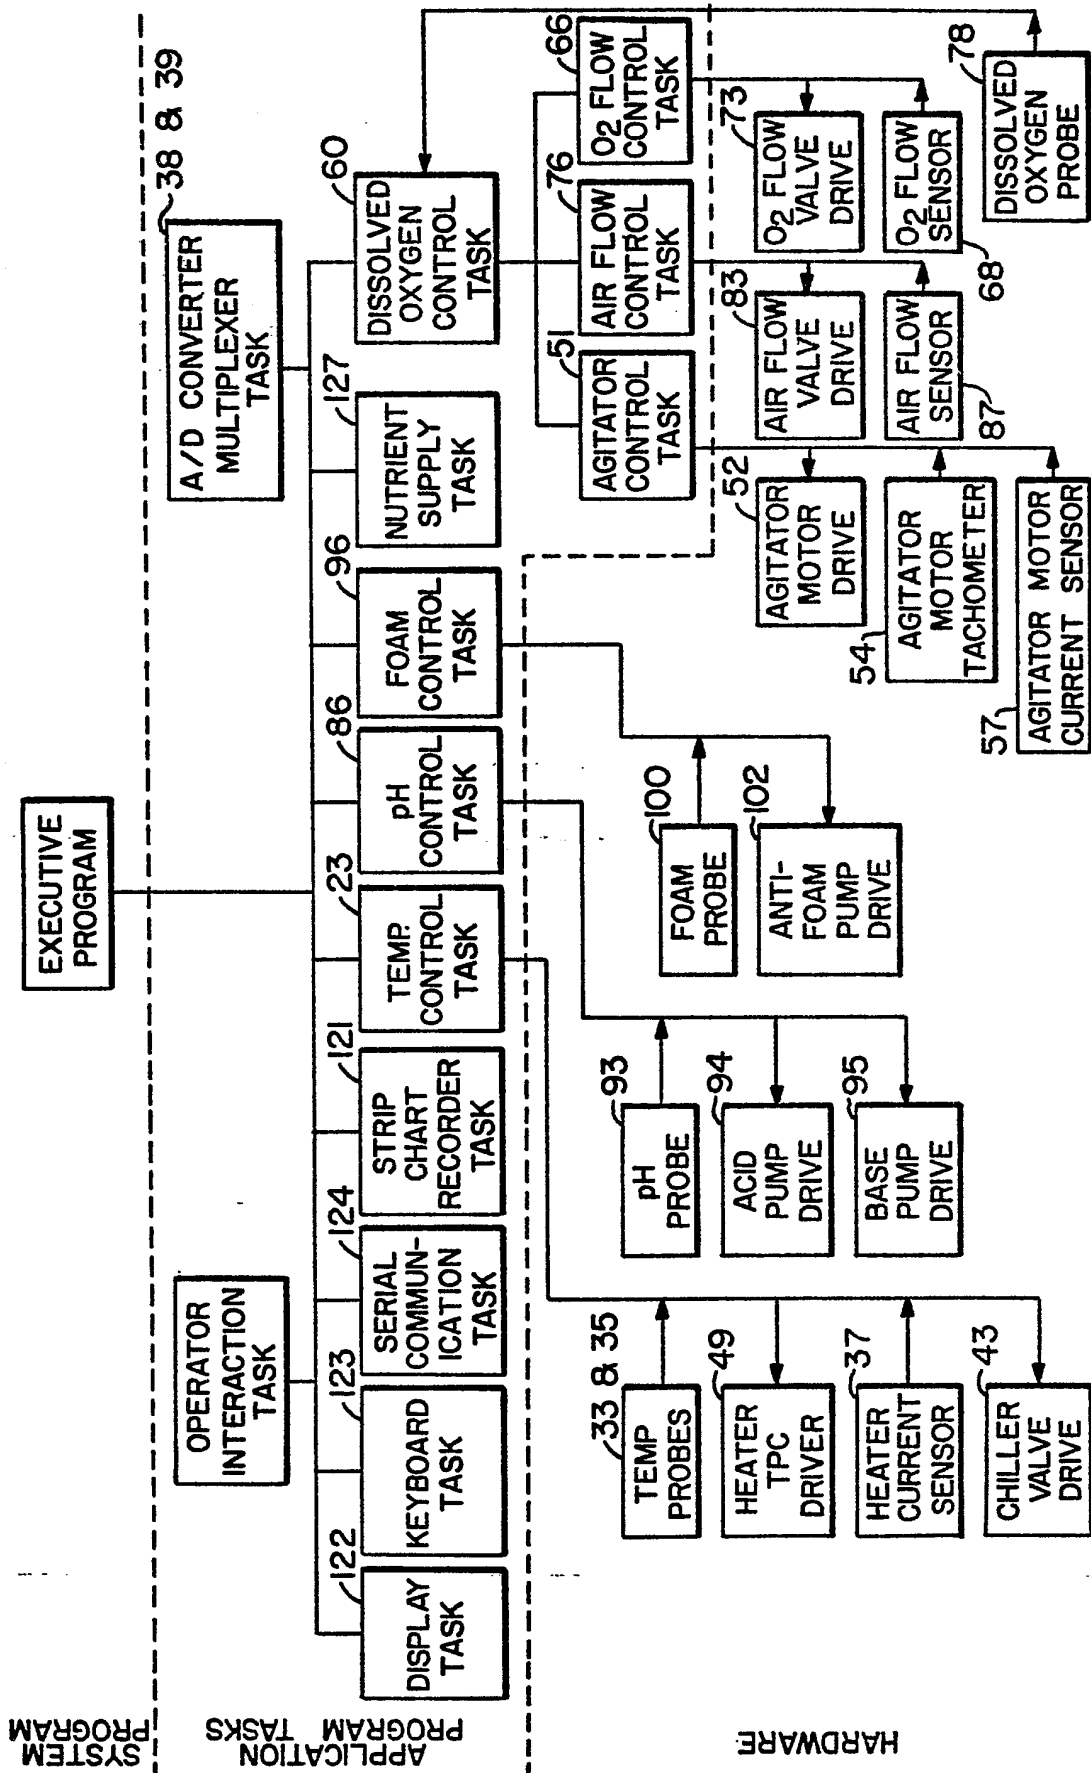 SYSTEM
PROGRAM
EXECUTIVE
PROGRAM
APPLICATION
PROGRAM TASKS
OPERATOR
INTERACTION
TASK
38 & 39
A/D CONVERTER
MULTIPLEXER
TASK
122
DISPLAY
TASK
123
KEYBOARD
TASK
124
SERIAL
COMMUN-
ICATION
TASK
121
STRIP
CHART
RECORDER
TASK
23
TEMP.
CONTROL
TASK
86
pH
CONTROL
TASK
96
FOAM
CONTROL
TASK
127
NUTRIENT
SUPPLY
TASK
60
DISSOLVED
OXYGEN
CONTROL
TASK
51
AGITATOR
CONTROL
TASK
76
AIR FLOW
CONTROL
TASK
66
O2 FLOW
CONTROL
TASK
HARDWARE
33 & 35
TEMP
PROBES
49
HEATER
TPC
DRIVER
37
HEATER
CURRENT
SENSOR
43
CHILLER
VALVE
DRIVE
93
pH
PROBE
94
ACID
PUMP
DRIVE
95
BASE
PUMP
DRIVE
100
FOAM
PROBE
102
ANTI-
FOAM
PUMP
DRIVE
52
AGITATOR
MOTOR
DRIVE
54
AGITATOR
MOTOR
TACHOMETER
57
AGITATOR MOTOR
CURRENT SENSOR
83
AIR FLOW
VALVE
DRIVE
AIR FLOW
SENSOR
87
73
O2 FLOW
VALVE
DRIVE
O2 FLOW
SENSOR
68
78
DISSOLVED
OXYGEN
PROBE